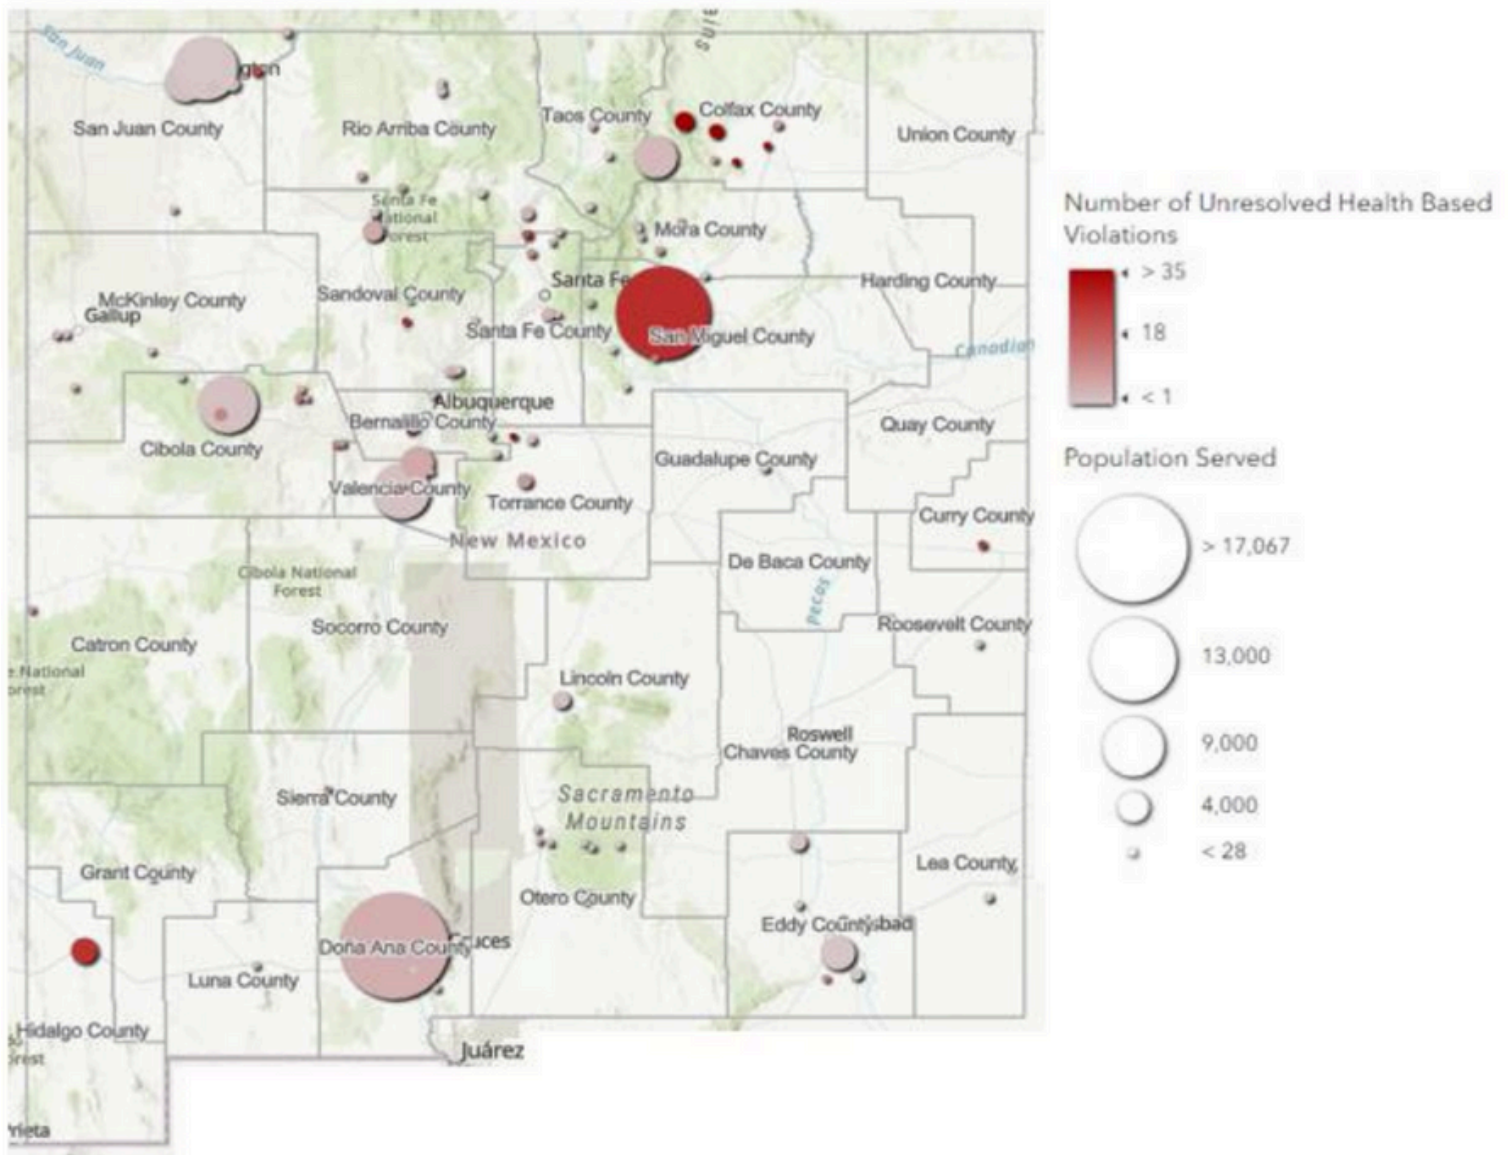 San Juan
gton
San Juan County
Rio Arriba County
Taos County
Colfax County
Union County
Santa Fe
National
Forest
Mora County
McKinley County
Gallup
Sandoval County
Santa Fe
Santa Fe County
San Miguel County
Harding County
Canadian
Albuquerque
Bernalillo County
Cibola County
Valencia County
Torrance County
Guadalupe County
Quay County
Curry County
New Mexico
De Baca County
Pecos
Cibola National
Forest
Socorro County
Catron County
National
orest
Roosevelt County
Lincoln County
Roswell
Chaves County
Sierra County
Sacramento
Mountains
Grant County
Otero County
Lea County
Eddy County
sbad
Doña Ana County
Cruces
Luna County
Hidalgo County
rest
Juárez
Prieta
Number of Unresolved Health Based
Violations
> 35
18
< 1
Population Served
> 17,067
13,000
9,000
4,000
< 28